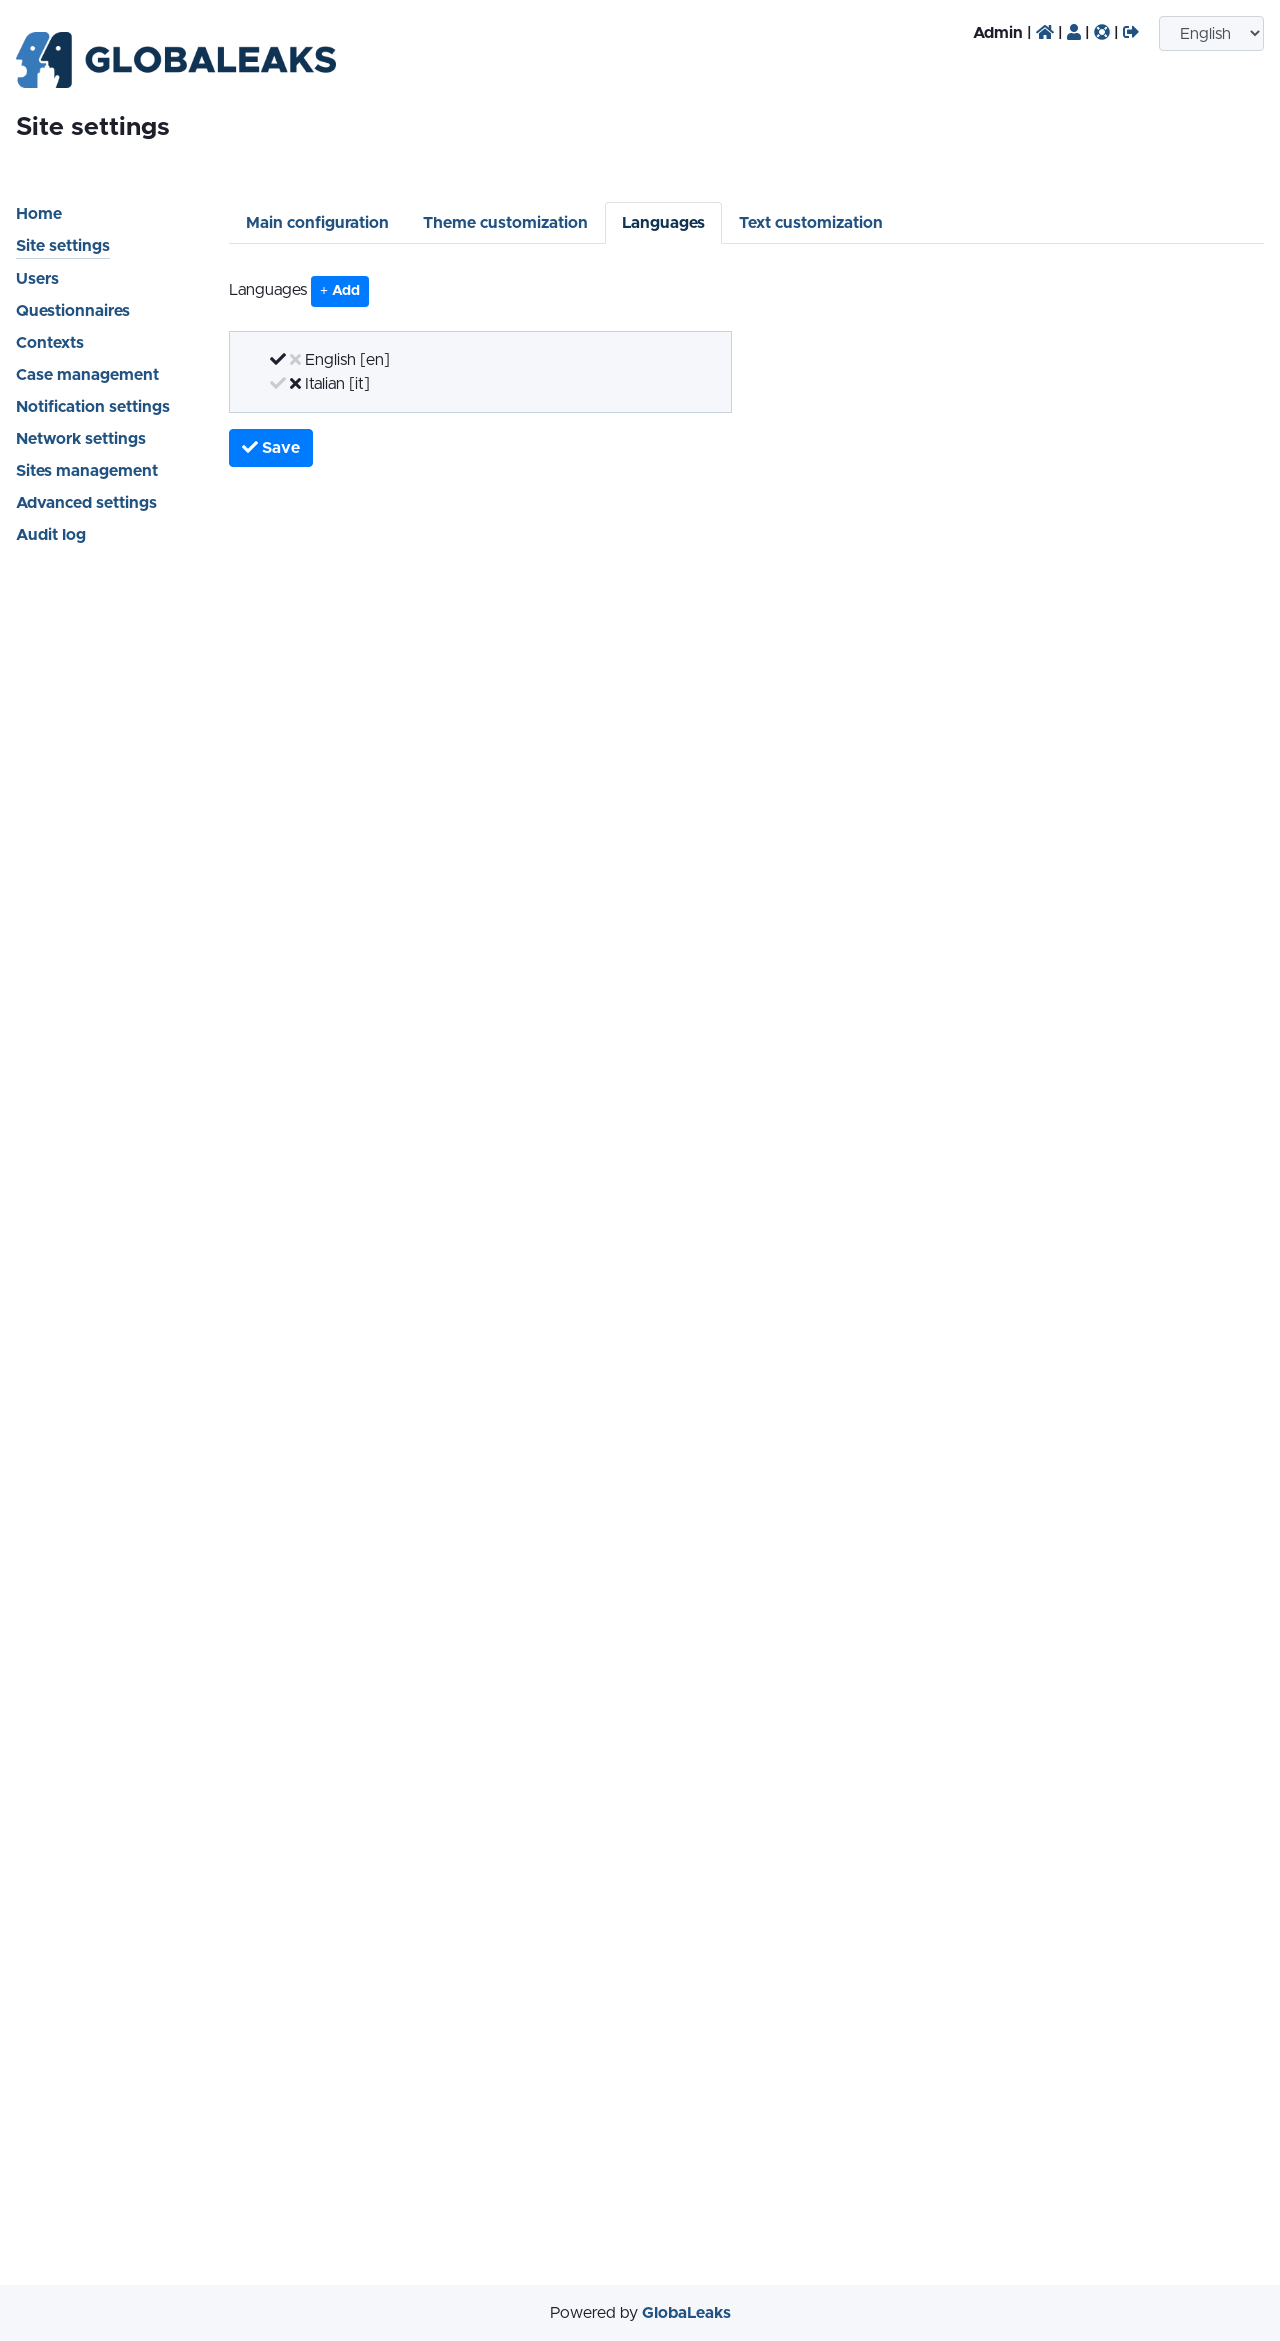 GLOBALEAKS
Admin | | | |
English
Site settings
Home
Site settings
Users
Questionnaires
Contexts
Case management
Notification settings
Network settings
Sites management
Advanced settings
Audit log
Main configuration
Theme customization
Languages
Text customization
Languages + Add
English [en]
Italian [it]
Save
Powered by GlobaLeaks